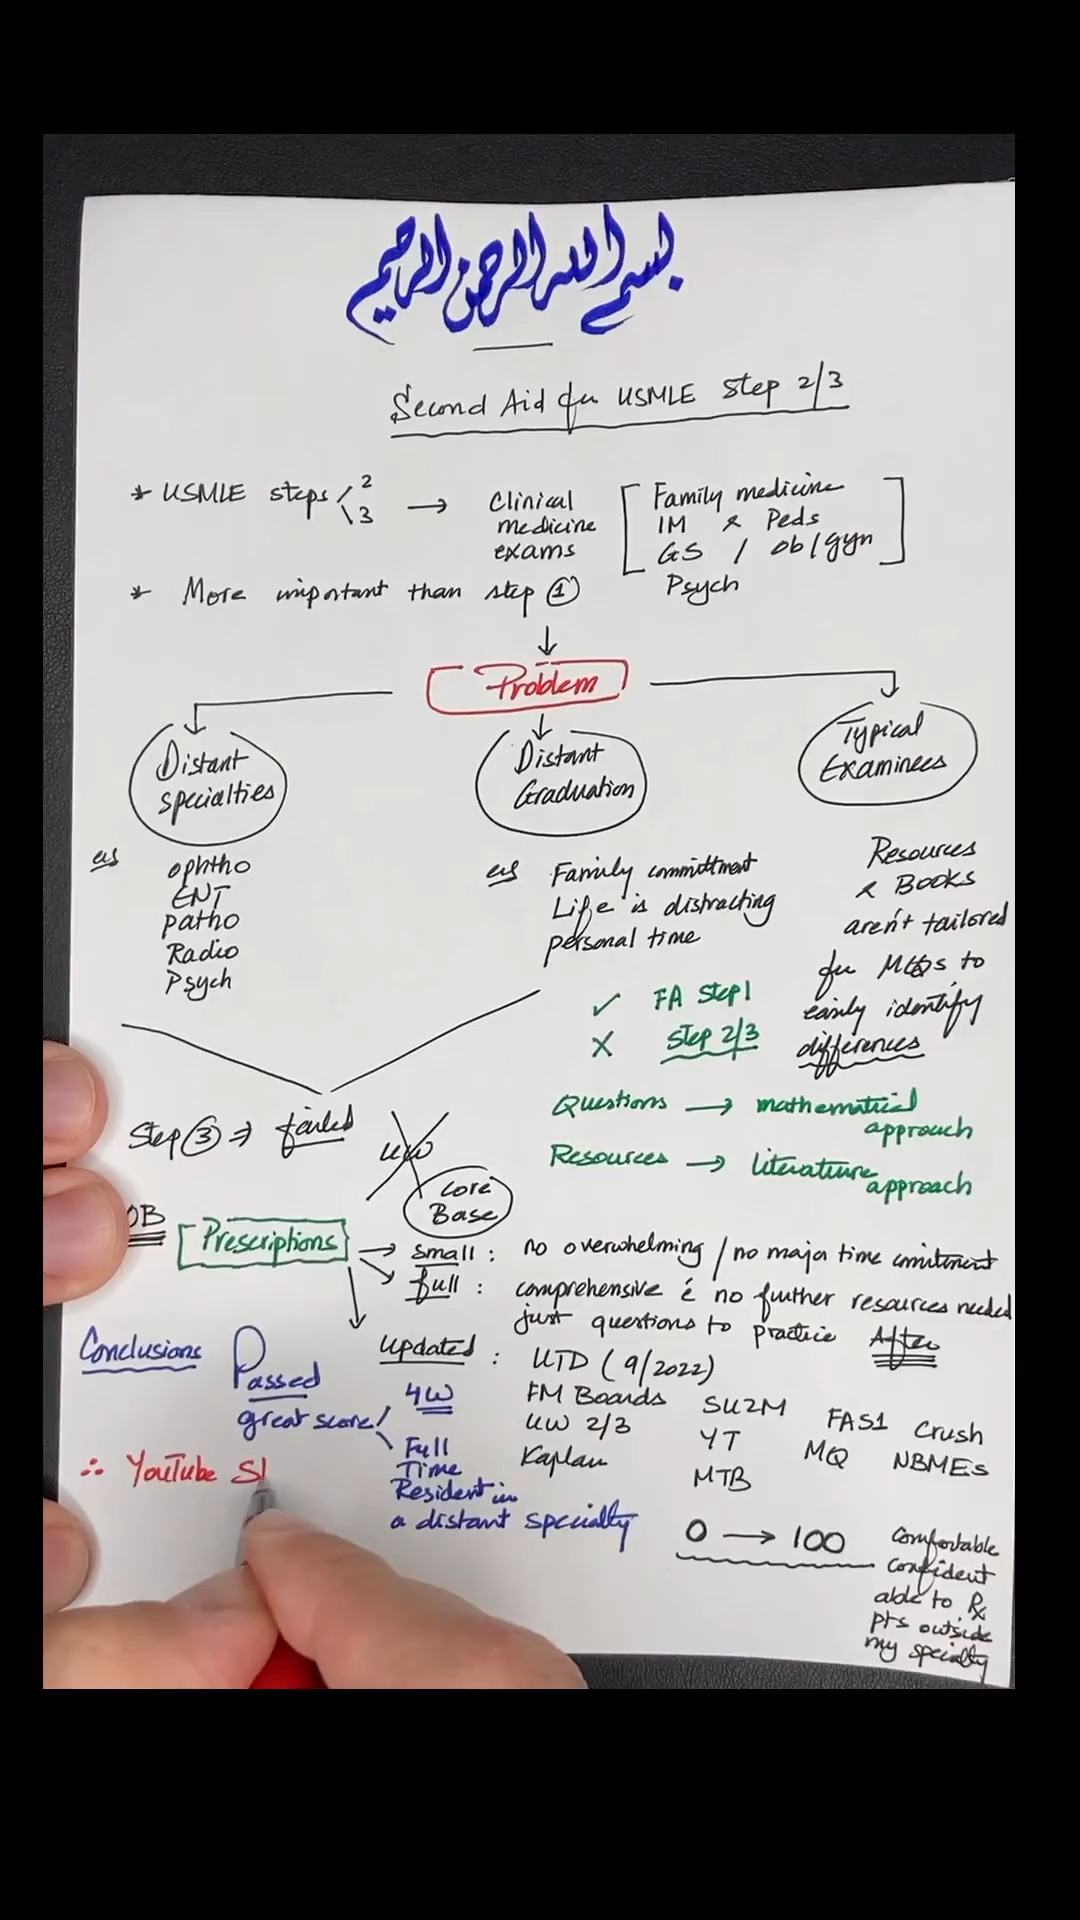 بسم الله الرحمن الرحيم
Second Aid for USMLE Step 2/3
* USMLE steps 2
3
→ Clinical
medicine
exams
Family medicine
IM & Peds
GS / Ob/gyn
Psych
* More important than step ①
Problem
Distant
specialties
Distant
Graduation
Typical
Examinees
ophtho
ENT
patho
Radio
Psych
Family committment
Life is distracting
personal time
Resources
& BOOKS
aren't tailored
for MCQs to
easily identify
differences
✓ FA Step1
X Step 2/3
Questions → mathematical
approach
Resources → literature
approach
Step ③ ⇒ failed
UW
Core
Base
OB
Prescriptions
→ small : no overwhelming / no major time comitment
full : comprehensive & no further resources needed
just questions to practice After
Updated : UTD (9/2022)
FM Boards
UW 2/3
Kaplan
SU2M
YT
MTB
FAS1
MQ
Crush
NBMEs
Conclusions
Passed
great score!
4W
Full
Time
Resident in
a distant specialty
∴ YouTube SI
0 → 100
Comfortable
confident
able to Rx
pts outside
my specialty